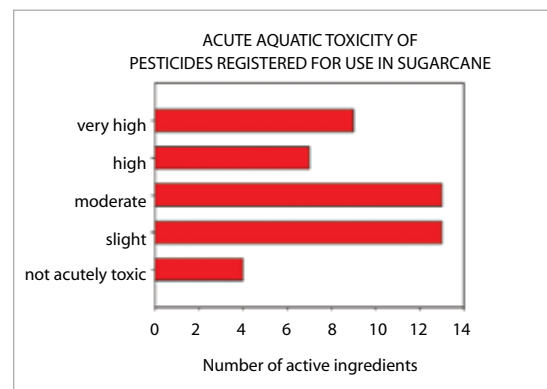 ACUTE AQUATIC TOXICITY OF
PESTICIDES REGISTERED FOR USE IN SUGARCANE
very high
high
moderate
slight
not acutely toxic
0 2 4 6 8 10 12 14
Number of active ingredients